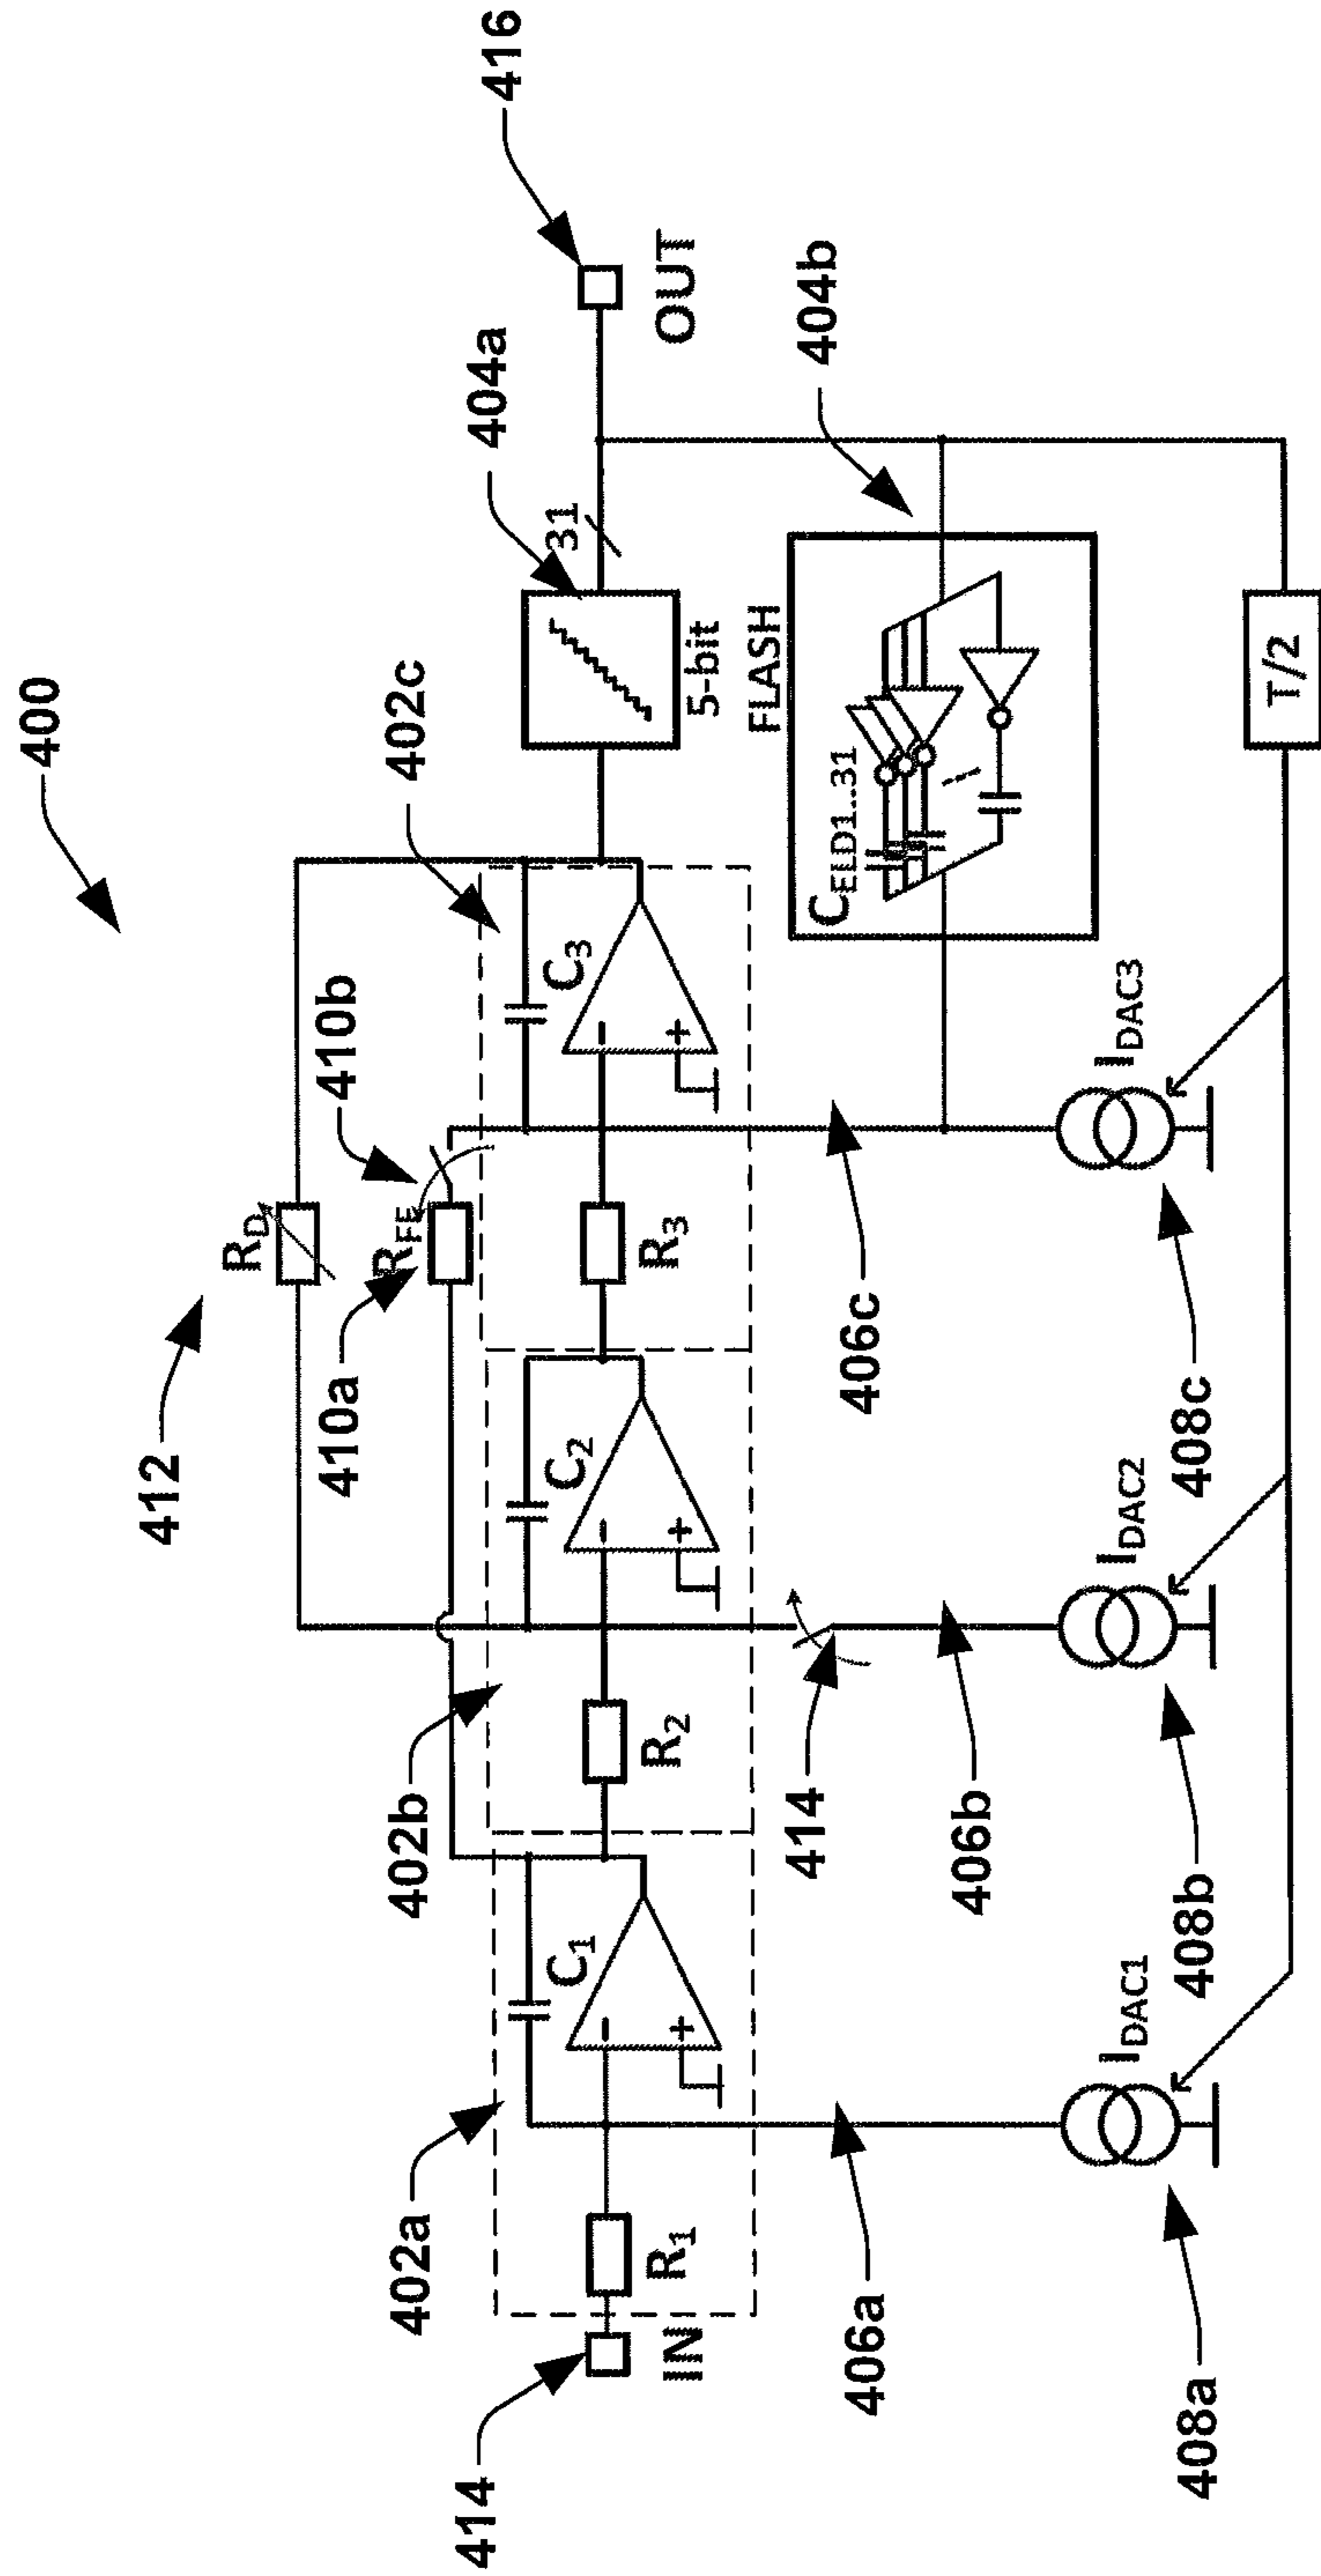 400
412
R_D
410b
410a
R_FE
402a
402b
402c
404a
416
C_1
C_2
C_3
31
414
IN
R_1
R_2
R_3
5-bit
OUT
FLASH
404b
C_ELD1..31
406a
414
406b
406c
I_DAC1
I_DAC2
I_DAC3
T/2
408a
408b
408c
-
+
-
+
-
+